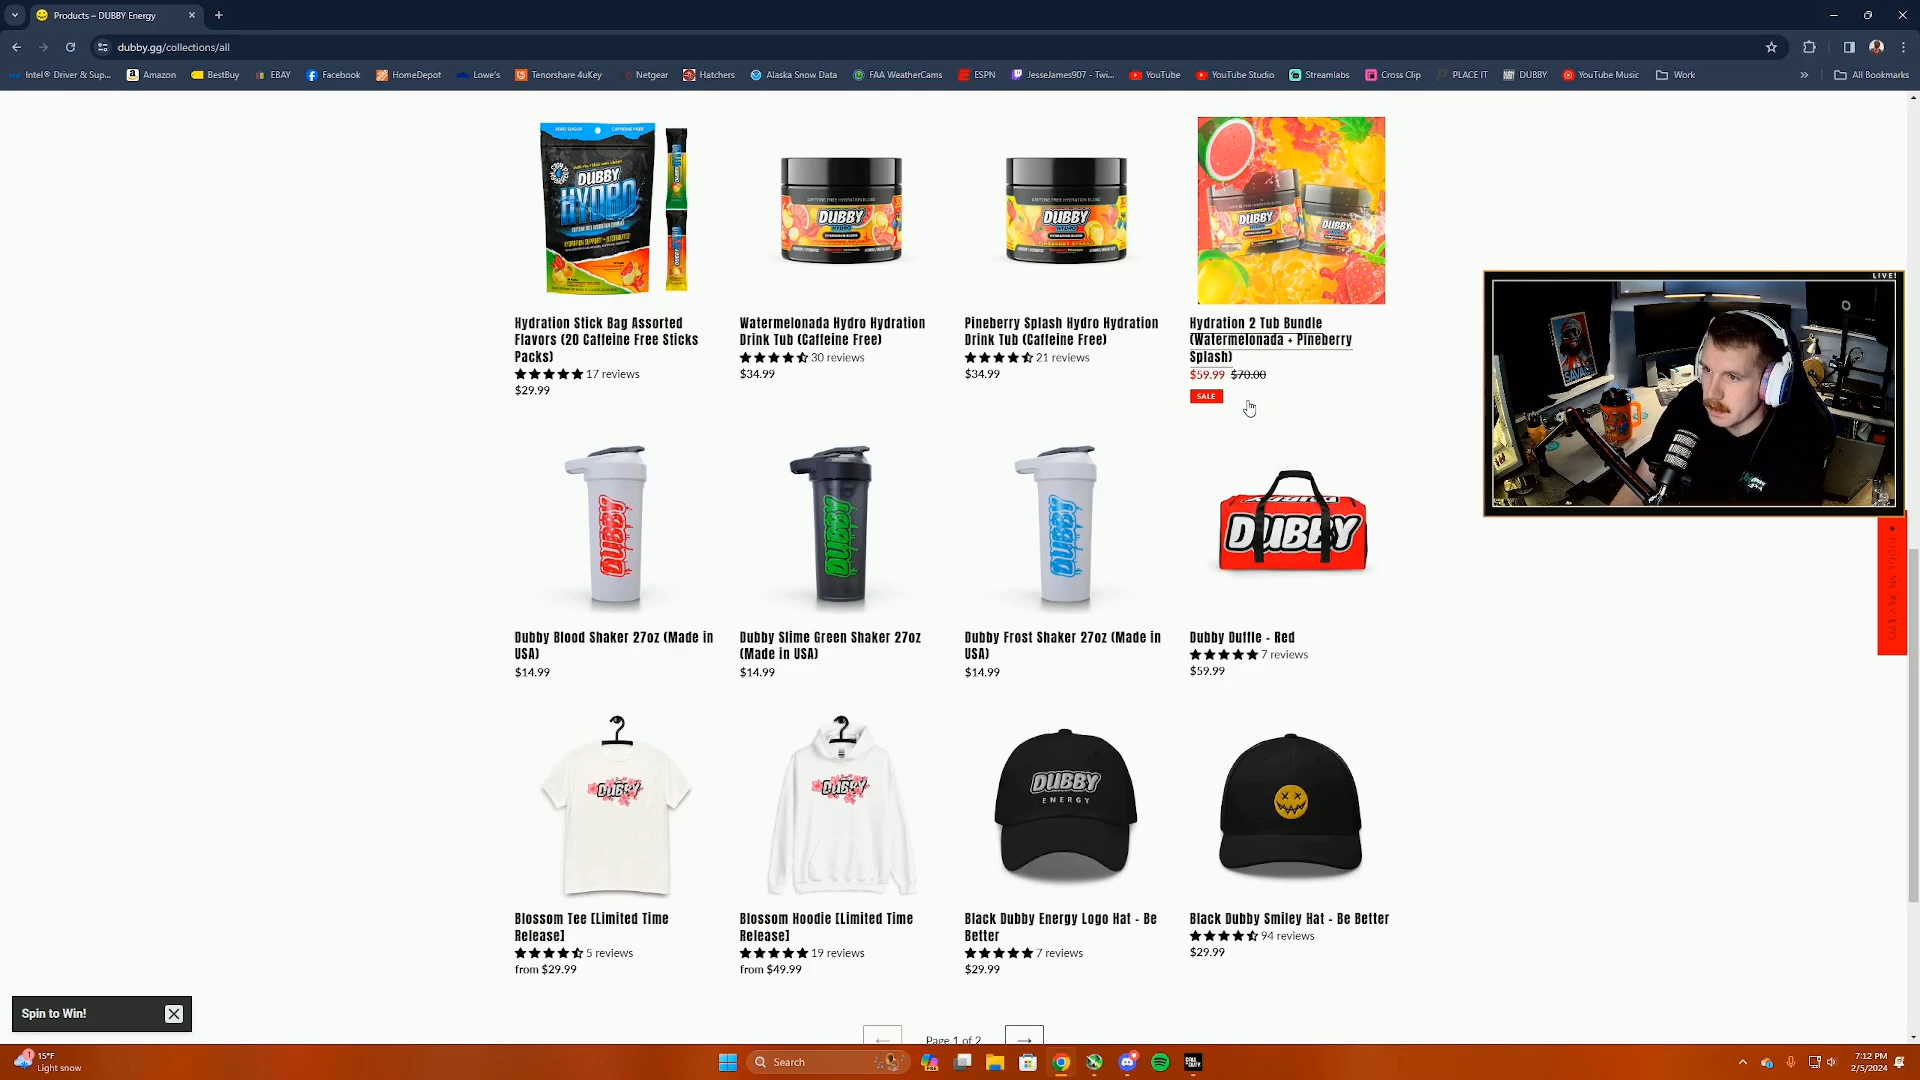 Products – DUBBY Energy
dubby.gg/collections/all
Intel® Driver & Sup...
Amazon
BestBuy
EBAY
Facebook
HomeDepot
Lowe's
Tenorshare 4uKey
Netgear
Hatchers
Alaska Snow Data
FAA WeatherCams
ESPN
JesseJames907 - Twi...
YouTube
YouTube Studio
Streamlabs
Cross Clip
PLACE IT
DUBBY
YouTube Music
Work
All Bookmarks
DUBBY
HYDRO
DUBBY
HYDRO
DUBBY
HYDRO
DUBBY
LIVE!
Hydration Stick Bag Assorted
Flavors (20 Caffeine Free Sticks
Packs)
17 reviews
$29.99
Watermelonada Hydro Hydration
Drink Tub (Caffeine Free)
30 reviews
$34.99
Pineberry Splash Hydro Hydration
Drink Tub (Caffeine Free)
21 reviews
$34.99
Hydration 2 Tub Bundle
(Watermelonada + Pineberry
Splash)
$59.99 $70.00
SALE
SAVAGE
DUBBY
DUBBY
DUBBY
DUBBY
Dubby Blood Shaker 27oz (Made in
USA)
$14.99
Dubby Slime Green Shaker 27oz
(Made in USA)
$14.99
Dubby Frost Shaker 27oz (Made in
USA)
$14.99
Dubby Duffle - Red
7 reviews
$59.99
★ JUDGE.ME REVIEWS
DUBBY
DUBBY
DUBBY
ENERGY
Blossom Tee [Limited Time
Release]
5 reviews
from $29.99
Blossom Hoodie [Limited Time
Release]
19 reviews
from $49.99
Black Dubby Energy Logo Hat - Be
Better
7 reviews
$29.99
Black Dubby Smiley Hat - Be Better
94 reviews
$29.99
Spin to Win!
Page 1 of 2
15°F
Light snow
Search
7:12 PM
2/5/2024